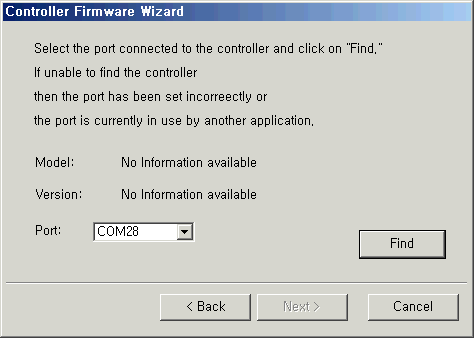 Controller Firmware Wizard
Select the port connected to the controller and click on "Find."
If unable to find the controller
then the port has been set incorreectly or
the port is currently in use by another application.
Model: No Information available
Version: No Information available
Port: COM28
Find
< Back Next > Cancel